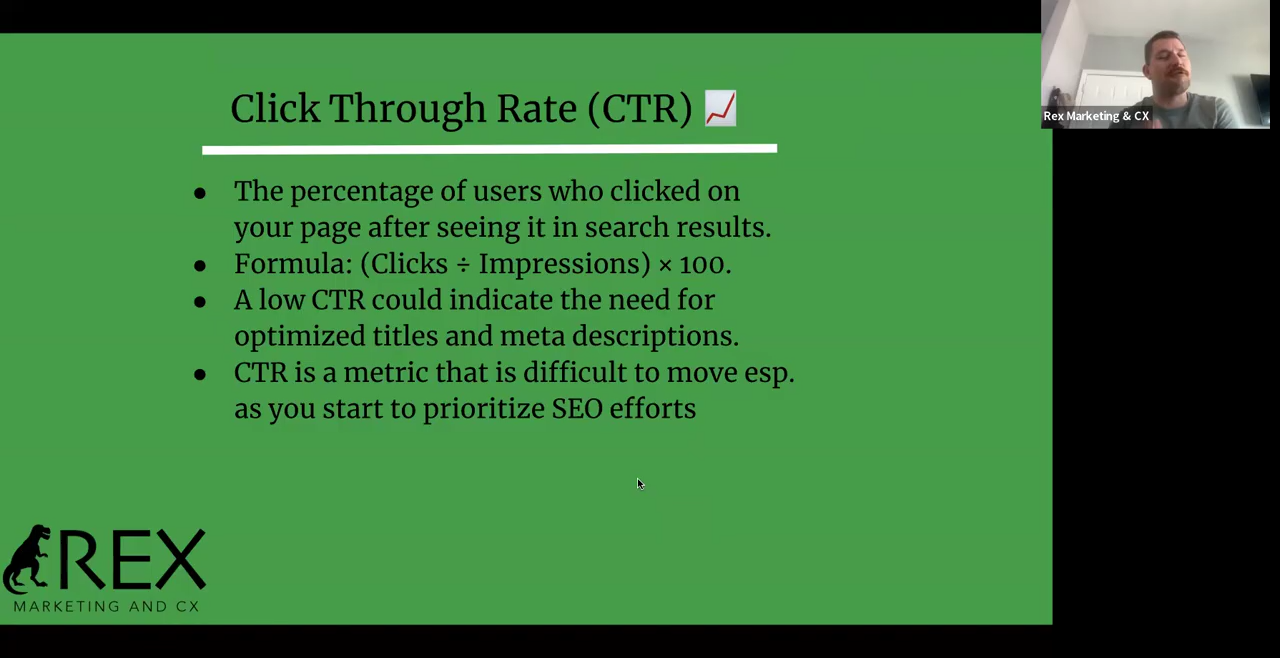 Click Through Rate (CTR) 📈
● The percentage of users who clicked on
your page after seeing it in search results.
● Formula: (Clicks ÷ Impressions) × 100.
● A low CTR could indicate the need for
optimized titles and meta descriptions.
● CTR is a metric that is difficult to move esp.
as you start to prioritize SEO efforts
REX
MARKETING AND CX
Rex Marketing & CX